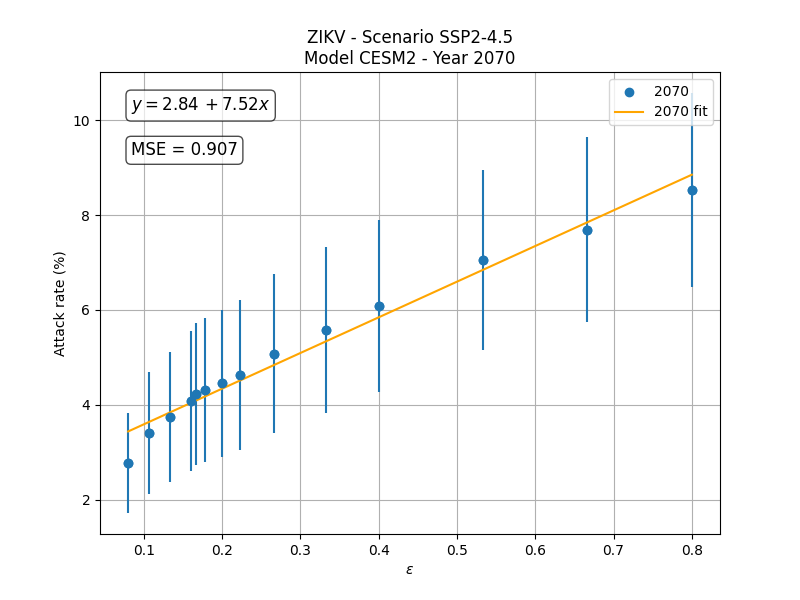 ZIKV - Scenario SSP2-4.5
Model CESM2 - Year 2070
y = 2.84 + 7.52x
MSE = 0.907
2070
2070 fit
Attack rate (%)
10
8
6
4
2
0.1 0.2 0.3 0.4 0.5 0.6 0.7 0.8
ε